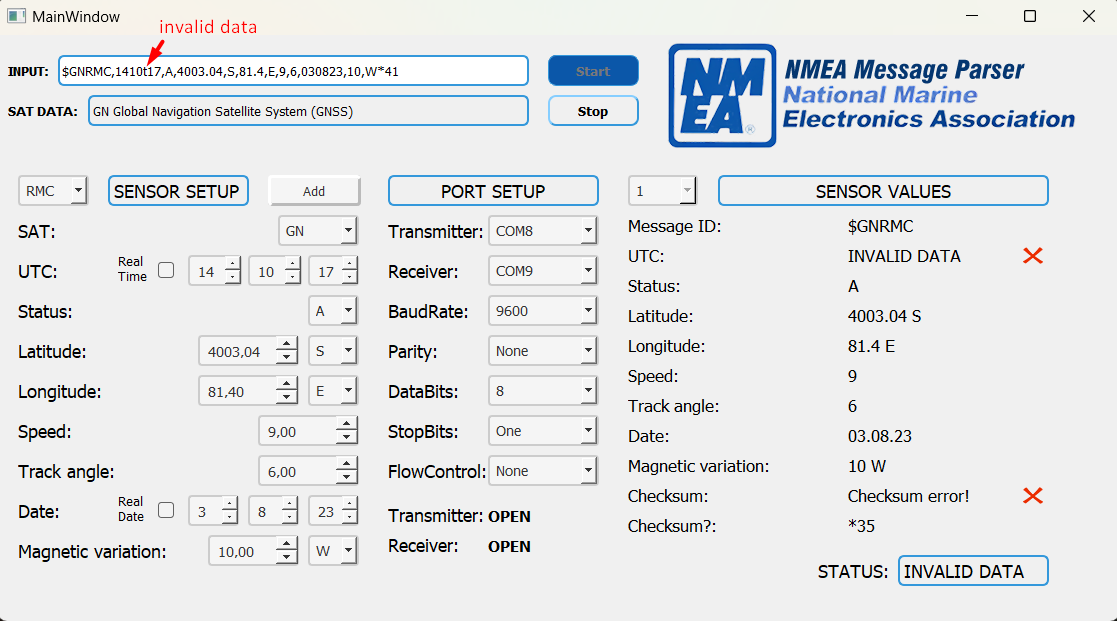 MainWindow
invalid data
INPUT: $GNRMC,1410t17,A,4003.04,S,81.4,E,9,6,030823,10,W*41 Start
SAT DATA: GN Global Navigation Satellite System (GNSS) Stop
NMEA ®
NMEA Message Parser
National Marine
Electronics Association
RMC SENSOR SETUP Add
SAT: GN
UTC: Real Time 14 10 17
Status: A
Latitude: 4003,04 S
Longitude: 81,40 E
Speed: 9,00
Track angle: 6,00
Date: Real Date 3 8 23
Magnetic variation: 10,00 W
PORT SETUP
Transmitter: COM8
Receiver: COM9
BaudRate: 9600
Parity: None
DataBits: 8
StopBits: One
FlowControl: None
Transmitter: OPEN
Receiver: OPEN
1 SENSOR VALUES
Message ID: $GNRMC
UTC: INVALID DATA
Status: A
Latitude: 4003.04 S
Longitude: 81.4 E
Speed: 9
Track angle: 6
Date: 03.08.23
Magnetic variation: 10 W
Checksum: Checksum error!
Checksum?: *35
STATUS: INVALID DATA